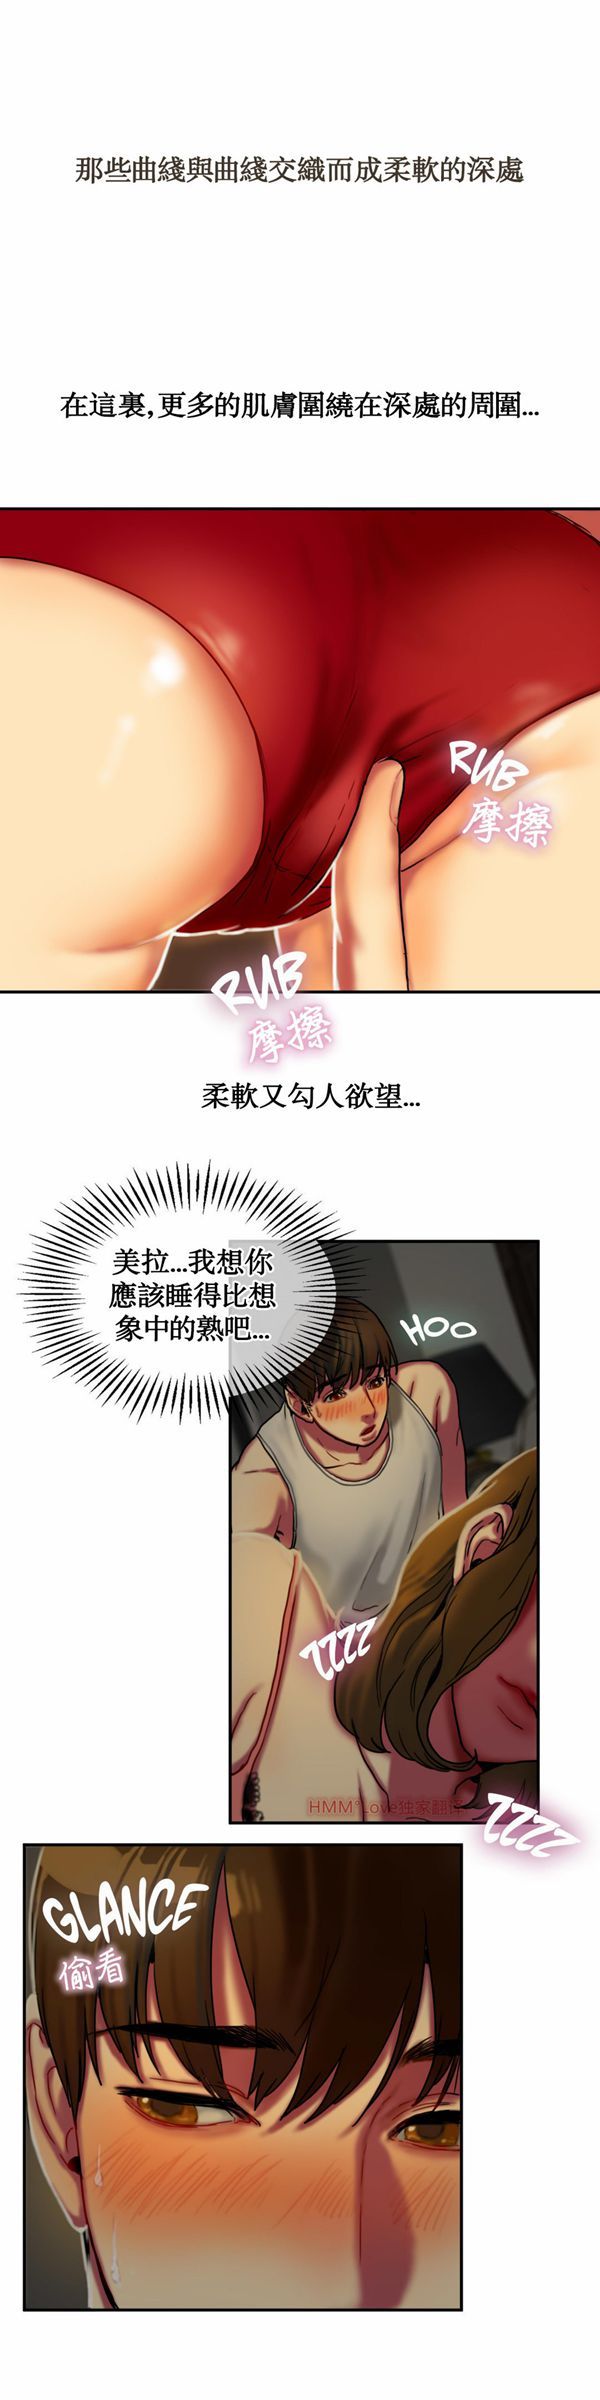 那些曲綫與曲綫交織而成柔軟的深處
在這裏,更多的肌膚圍繞在深處的周圍...
RUB
摩擦
RUB
摩擦
柔軟又勾人欲望...
美拉...我想你
應該睡得比想
象中的熟吧...
HOO
ZZZZ
HMM°Love独家翻译
ZZZZ
GLANCE
偷看